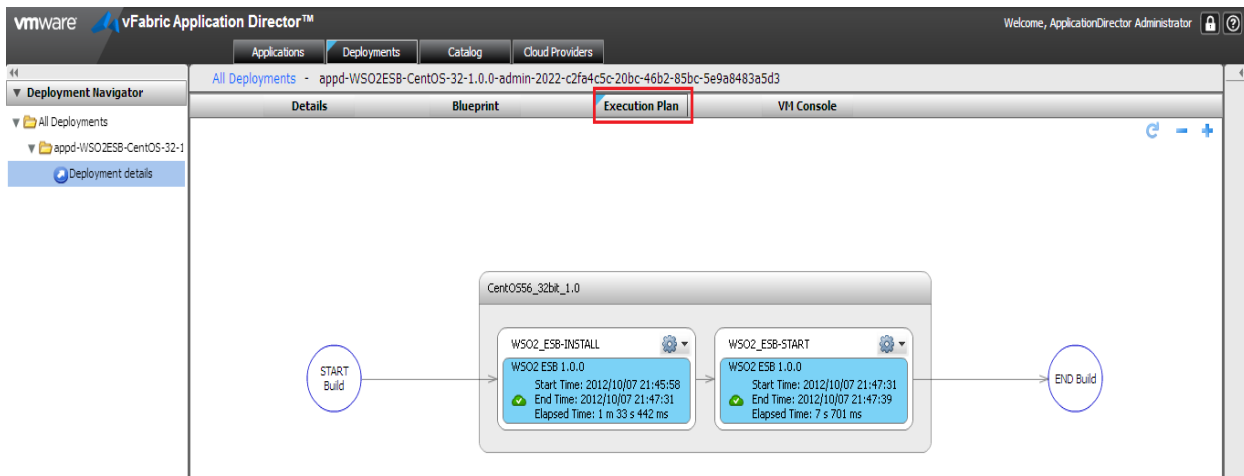 vmware vFabric Application Director™
Welcome, ApplicationDirector Administrator
Applications Deployments Catalog Cloud Providers
Deployment Navigator
All Deployments
appd-WSO2ESB-CentOS-32-1
Deployment details
All Deployments - appd-WSO2ESB-CentOS-32-1.0.0-admin-2022-c2fa4c5c-20bc-46b2-85bc-5e9a8483a5d3
Details Blueprint Execution Plan VM Console
CentOS56_32bit_1.0
START
Build
WSO2_ESB-INSTALL
WSO2 ESB 1.0.0
Start Time: 2012/10/07 21:45:58
End Time: 2012/10/07 21:47:31
Elapsed Time: 1 m 33 s 442 ms
WSO2_ESB-START
WSO2 ESB 1.0.0
Start Time: 2012/10/07 21:47:31
End Time: 2012/10/07 21:47:39
Elapsed Time: 7 s 701 ms
END Build